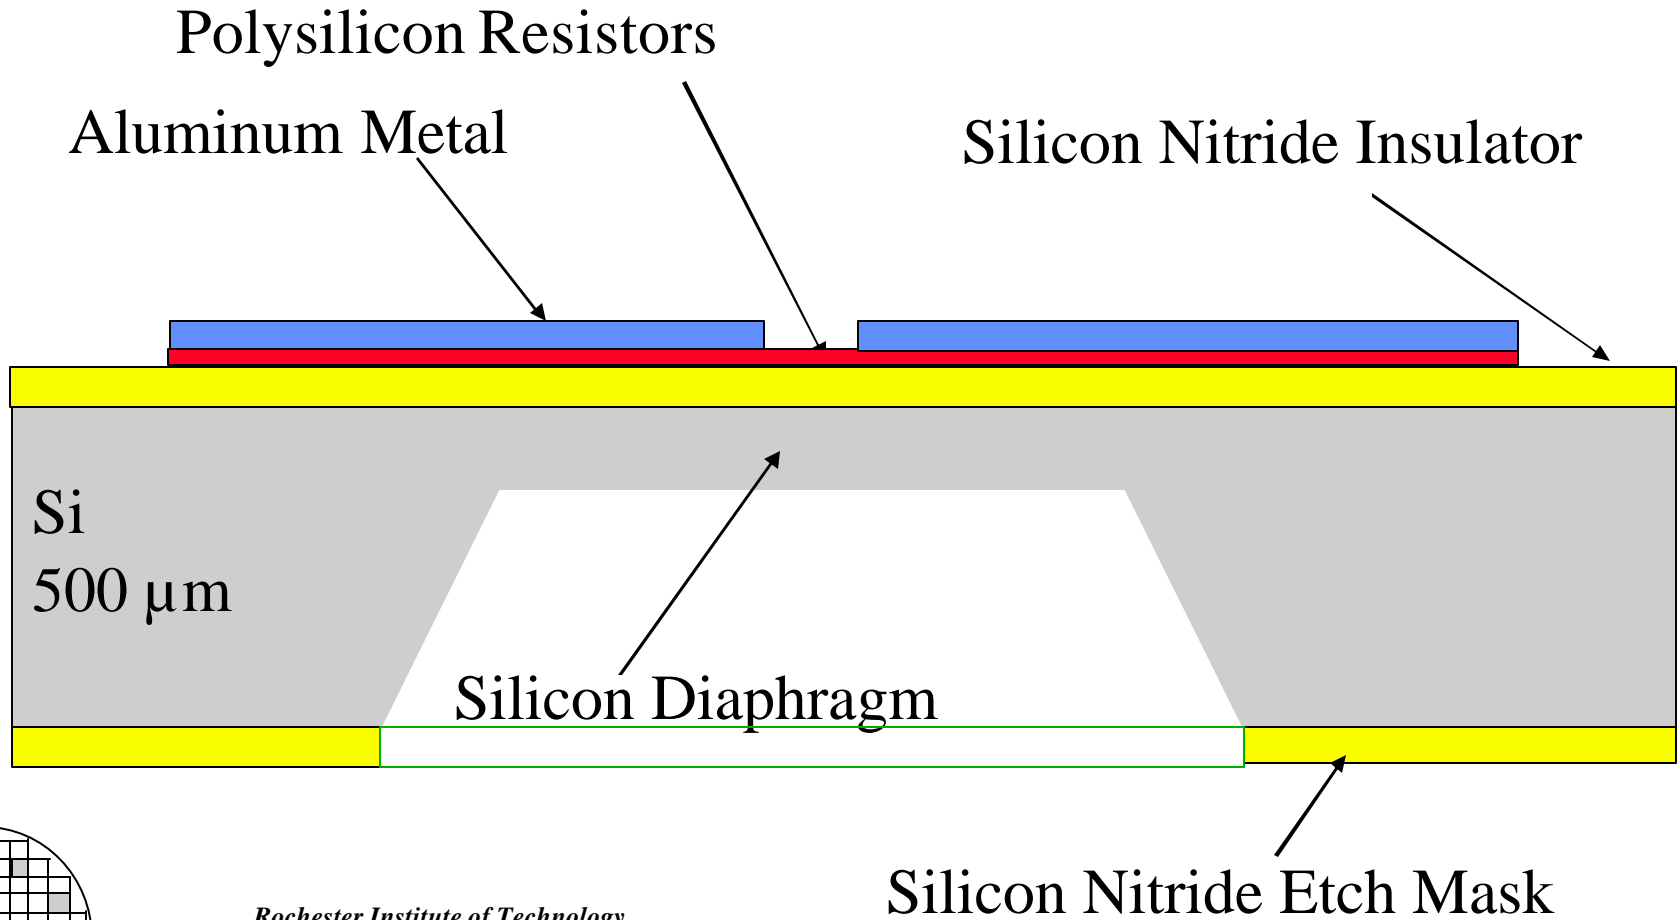 Polysilicon Resistors
Aluminum Metal
Silicon Nitride Insulator
Si
500 µm
Silicon Diaphragm
Silicon Nitride Etch Mask
Rochester Institute of Technology